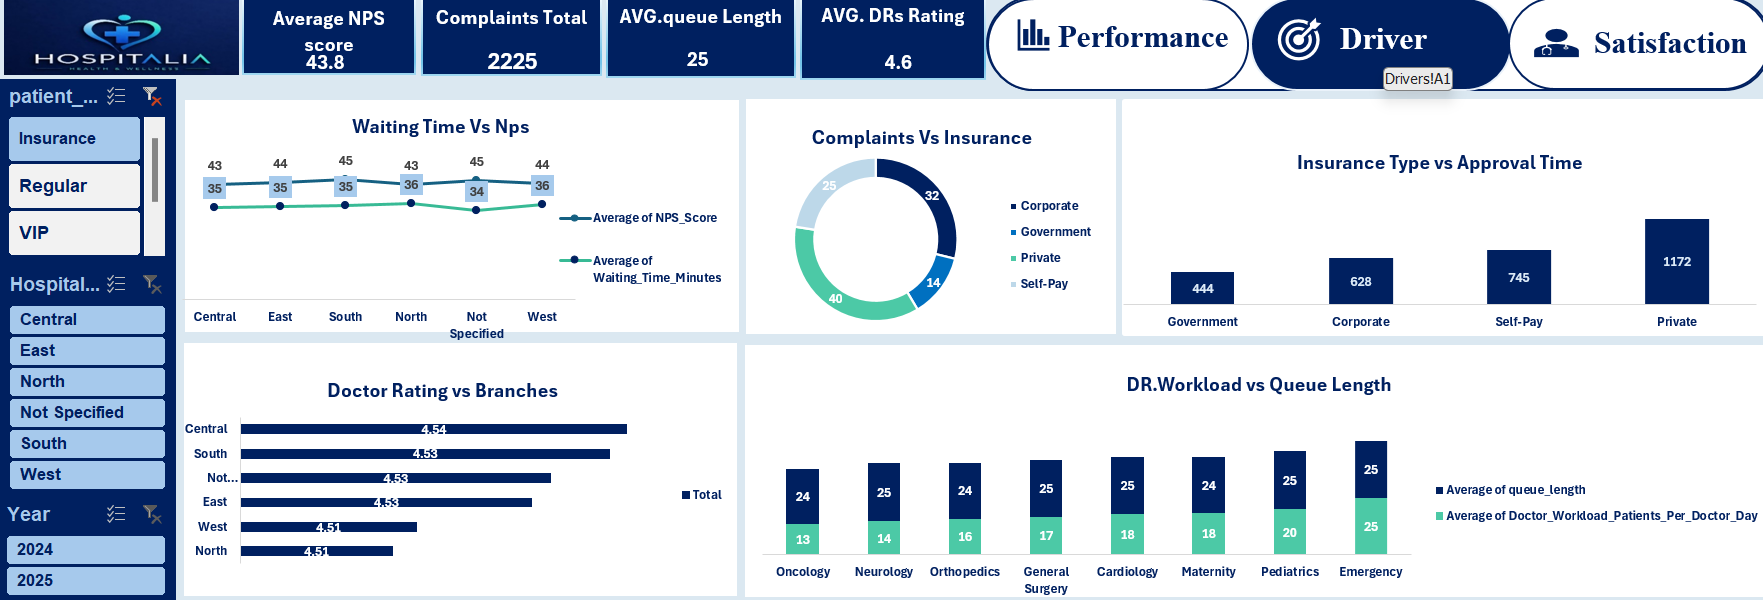 HOSPITALIA
HEALTH & WELLNESS
Average NPS
score
43.8
Complaints Total
2225
AVG.queue Length
25
AVG. DRs Rating
4.6
Performance
Driver
Satisfaction
Drivers!A1
patient_...
Insurance
Regular
VIP
Hospital...
Central
East
North
Not Specified
South
West
Year
2024
2025
Waiting Time Vs Nps
43 44 45 43 45 44
35 35 35 36 34 36
Average of NPS_Score
Average of
Waiting_Time_Minutes
Central East South North Not West
Specified
Complaints Vs Insurance
25 32
14
40
Corporate
Government
Private
Self-Pay
Insurance Type vs Approval Time
444 628 745 1172
Government Corporate Self-Pay Private
Doctor Rating vs Branches
Central 4.54
South 4.53
Not... 4.53
East 4.53
West 4.51
North 4.51
Total
DR.Workload vs Queue Length
24 25 24 25 25 24 25 25
13 14 16 17 18 18 20 25
Oncology Neurology Orthopedics General Cardiology Maternity Pediatrics Emergency
Surgery
Average of queue_length
Average of Doctor_Workload_Patients_Per_Doctor_Day